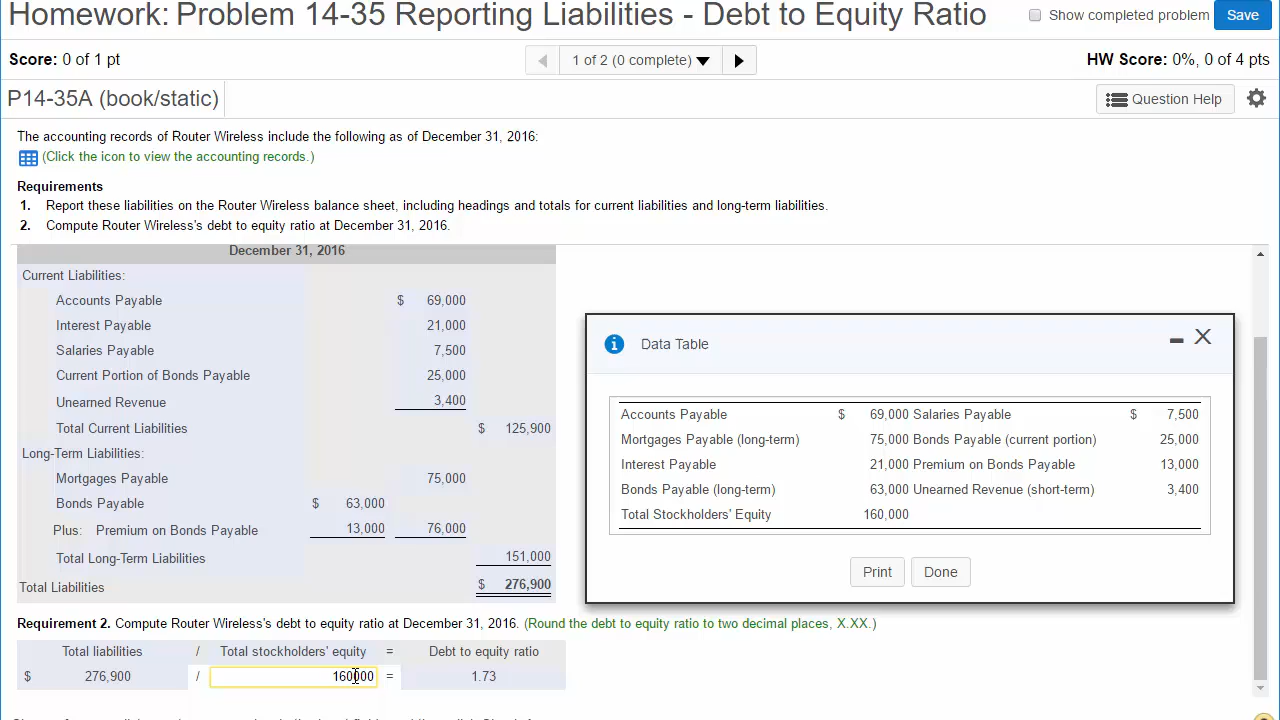 Homework: Problem 14-35 Reporting Liabilities - Debt to Equity Ratio
Show completed problem
Save
Score: 0 of 1 pt
1 of 2 (0 complete)
HW Score: 0%, 0 of 4 pts
P14-35A (book/static)
Question Help
The accounting records of Router Wireless include the following as of December 31, 2016:
(Click the icon to view the accounting records.)
Requirements
1. Report these liabilities on the Router Wireless balance sheet, including headings and totals for current liabilities and long-term liabilities.
2. Compute Router Wireless's debt to equity ratio at December 31, 2016.
December 31, 2016
Current Liabilities:
Accounts Payable $ 69,000
Interest Payable 21,000
Salaries Payable 7,500
Current Portion of Bonds Payable 25,000
Unearned Revenue 3,400
Total Current Liabilities $ 125,900
Long-Term Liabilities:
Mortgages Payable 75,000
Bonds Payable $ 63,000
Plus: Premium on Bonds Payable 13,000 76,000
Total Long-Term Liabilities 151,000
Total Liabilities $ 276,900
Data Table
Accounts Payable $ 69,000 Salaries Payable $ 7,500
Mortgages Payable (long-term) 75,000 Bonds Payable (current portion) 25,000
Interest Payable 21,000 Premium on Bonds Payable 13,000
Bonds Payable (long-term) 63,000 Unearned Revenue (short-term) 3,400
Total Stockholders' Equity 160,000
Print
Done
Requirement 2. Compute Router Wireless's debt to equity ratio at December 31, 2016. (Round the debt to equity ratio to two decimal places, X.XX.)
Total liabilities / Total stockholders' equity = Debt to equity ratio
$ 276,900 / 160000 = 1.73